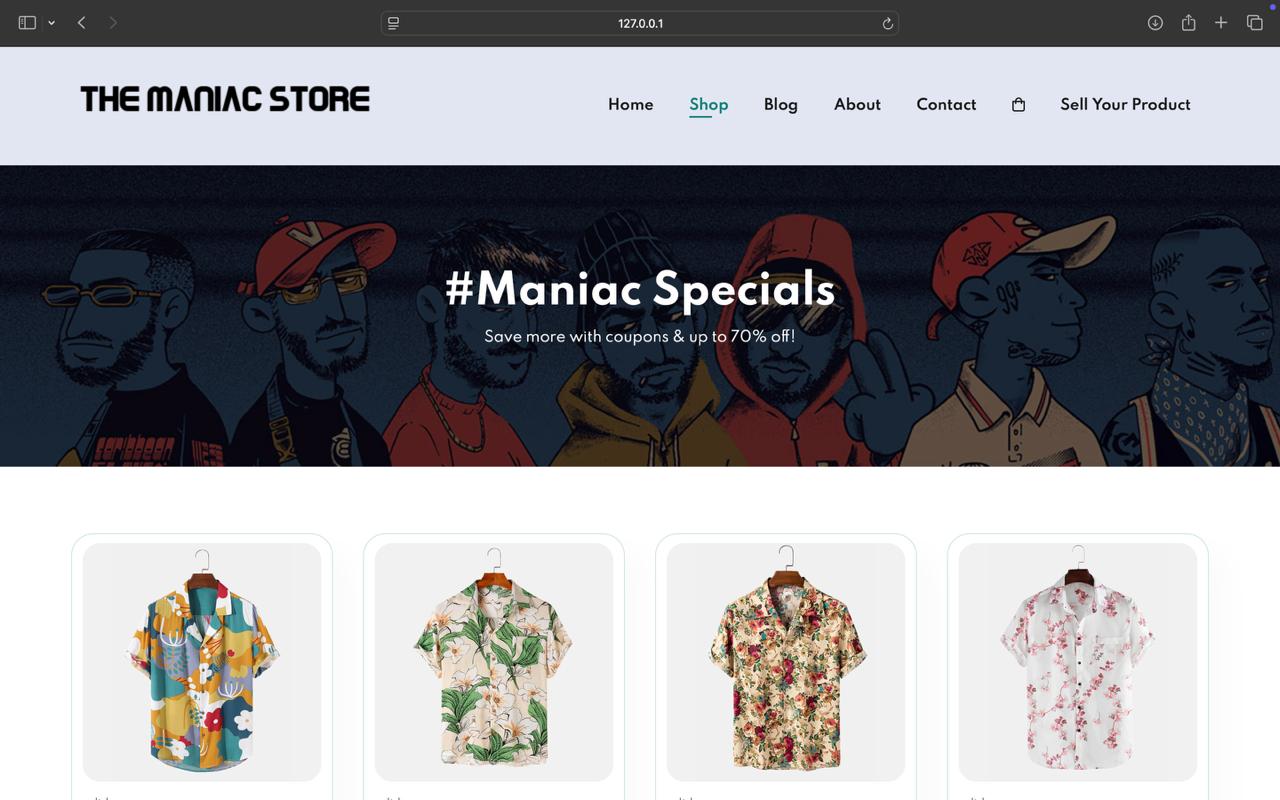 127.0.0.1
THE MANIAC STORE
Home Shop Blog About Contact Sell Your Product
#Maniac Specials
Save more with coupons & up to 70% off!